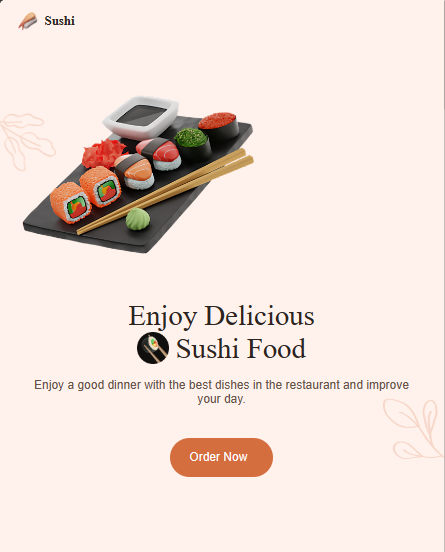 Sushi
Enjoy Delicious
Sushi Food
Enjoy a good dinner with the best dishes in the restaurant and improve
your day.
Order Now